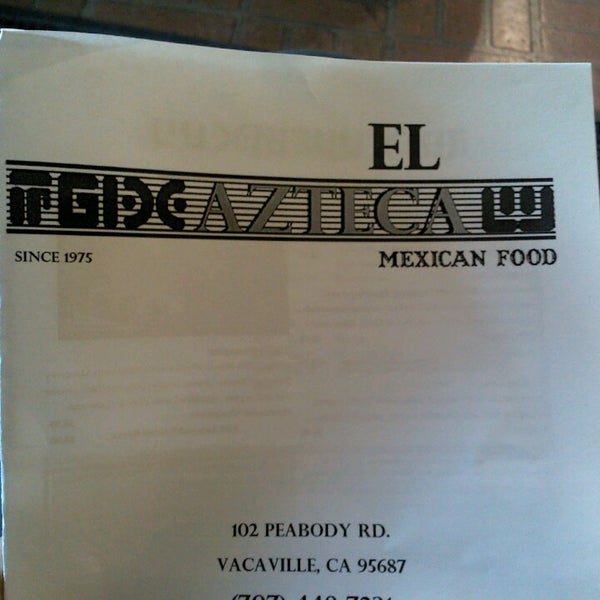 EL
AZTECA
SINCE 1975
MEXICAN FOOD
102 PEABODY RD.
VACAVILLE, CA 95687